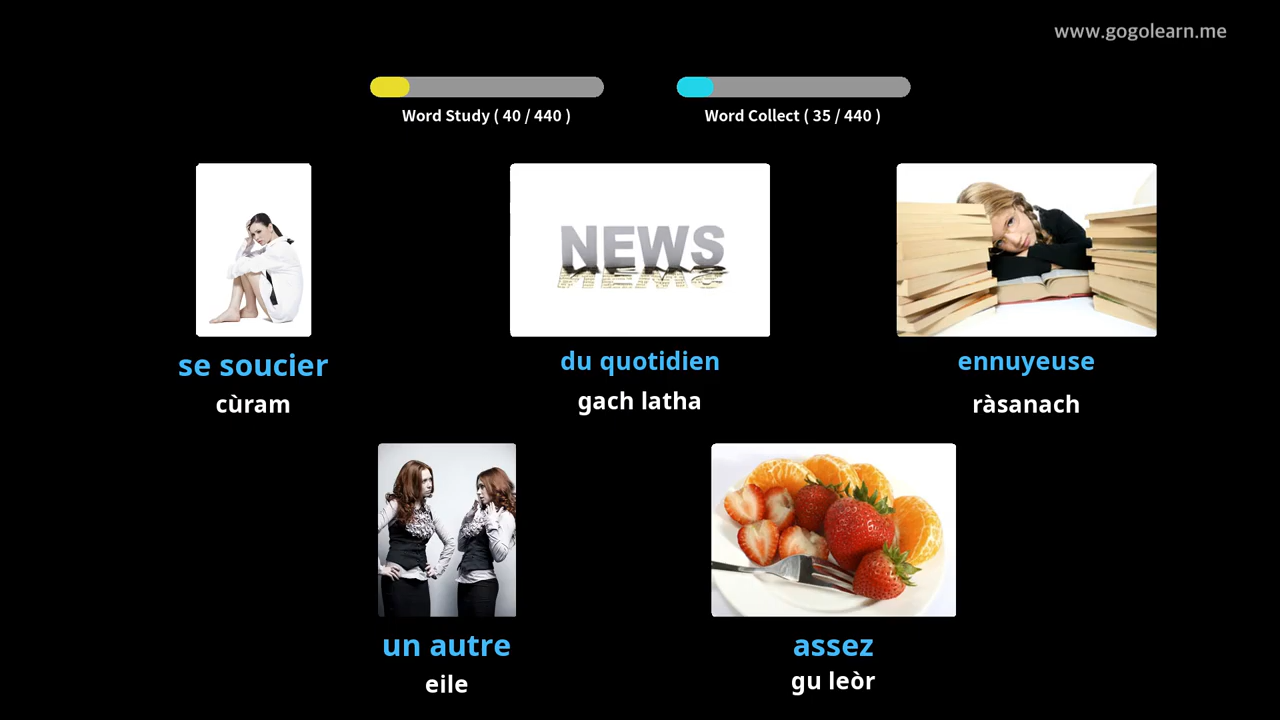 www.gogolearn.me
Word Study ( 40 / 440 )
Word Collect ( 35 / 440 )
NEWS
se soucier
cùram
du quotidien
gach latha
ennuyeuse
ràsanach
un autre
eile
assez
gu leòr